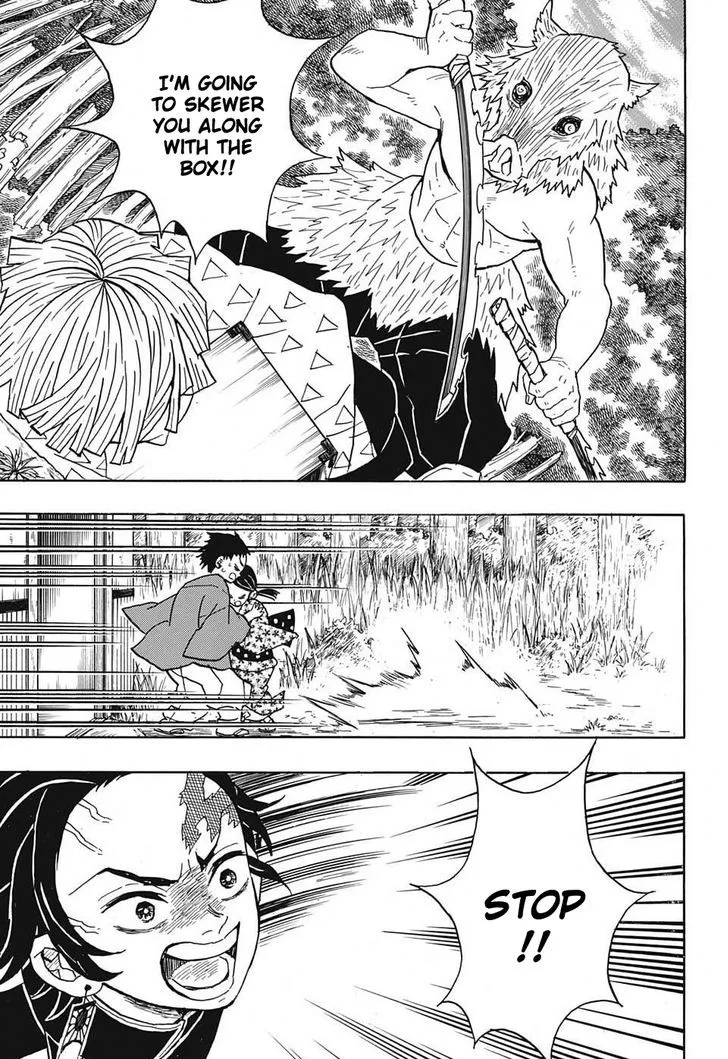 I'M GOING
TO SKEWER
YOU ALONG
WITH THE
BOX!!
STOP
!!